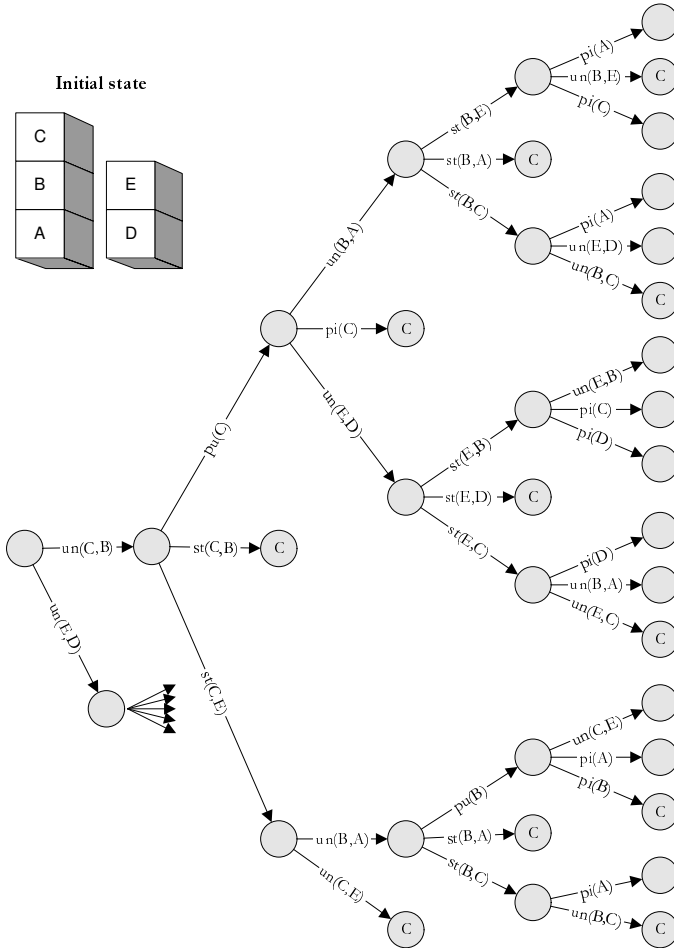 Initial state
C
B
A
E
D
un(C,B)
un(E,D)
pu(C)
st(C,B)
C
st(C,E)
un(B,A)
pi(C)
C
un(E,D)
st(B,E)
st(B,A)
C
st(B,C)
pi(A)
un(B,E)
C
pi(C)
pi(A)
un(E,D)
un(B,C)
C
st(E,B)
st(E,D)
C
st(E,C)
un(E,B)
pi(C)
pi(D)
pi(D)
un(B,A)
un(E,C)
C
un(B,A)
un(C,E)
C
pu(B)
st(B,A)
C
st(B,C)
un(C,E)
pi(A)
pi(B)
C
pi(A)
un(B,C)
C